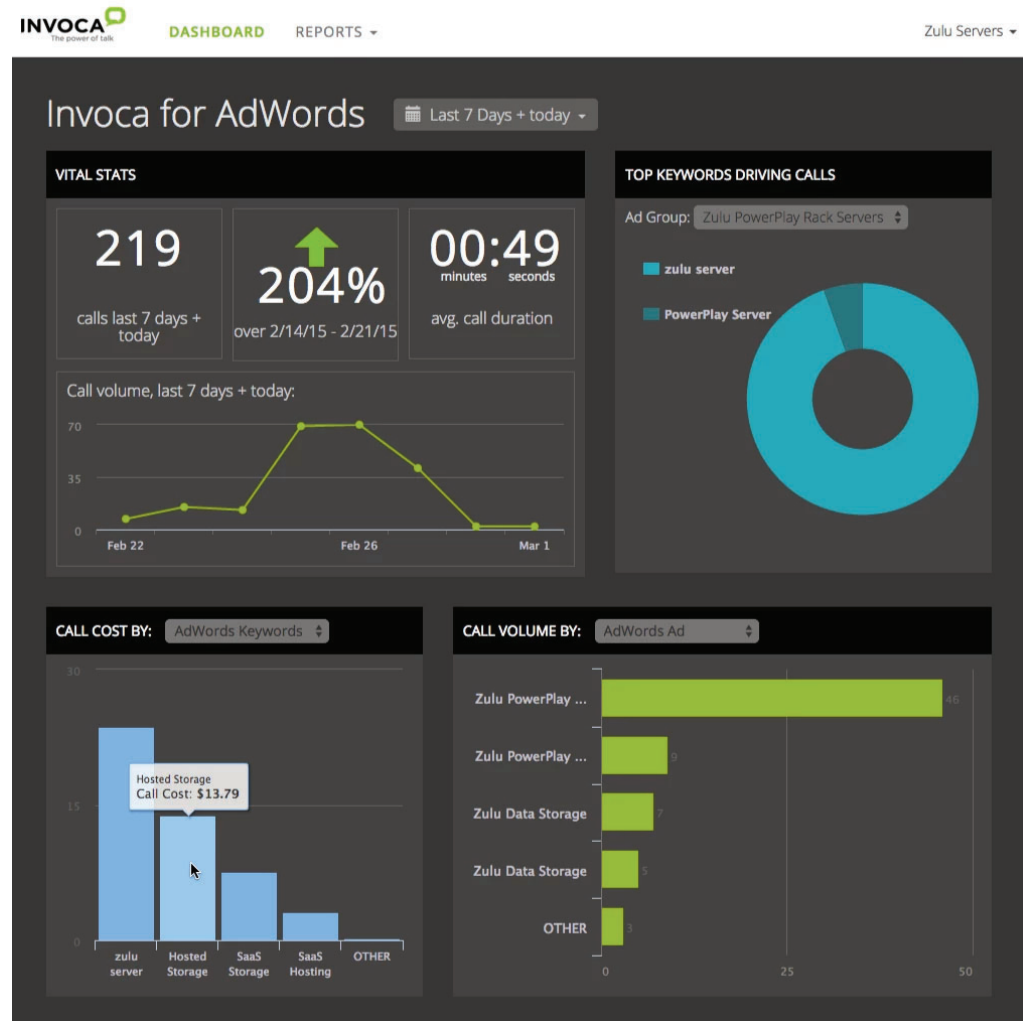 INVOCA
The power of talk
DASHBOARD
REPORTS
Zulu Servers
Invoca for AdWords
Last 7 Days + today
VITAL STATS
219
calls last 7 days +
today
204%
over 2/14/15 - 2/21/15
00:49
minutes seconds
avg. call duration
Call volume, last 7 days + today:
70
35
0
Feb 22
Feb 26
Mar 1
TOP KEYWORDS DRIVING CALLS
Ad Group: Zulu PowerPlay Rack Servers
zulu server
PowerPlay Server
CALL COST BY: AdWords Keywords
30
15
0
Hosted Storage
Call Cost: $13.79
zulu
server
Hosted
Storage
SaaS
Storage
SaaS
Hosting
OTHER
CALL VOLUME BY: AdWords Ad
Zulu PowerPlay ...
46
Zulu PowerPlay ...
9
Zulu Data Storage
7
Zulu Data Storage
5
OTHER
3
0
25
50